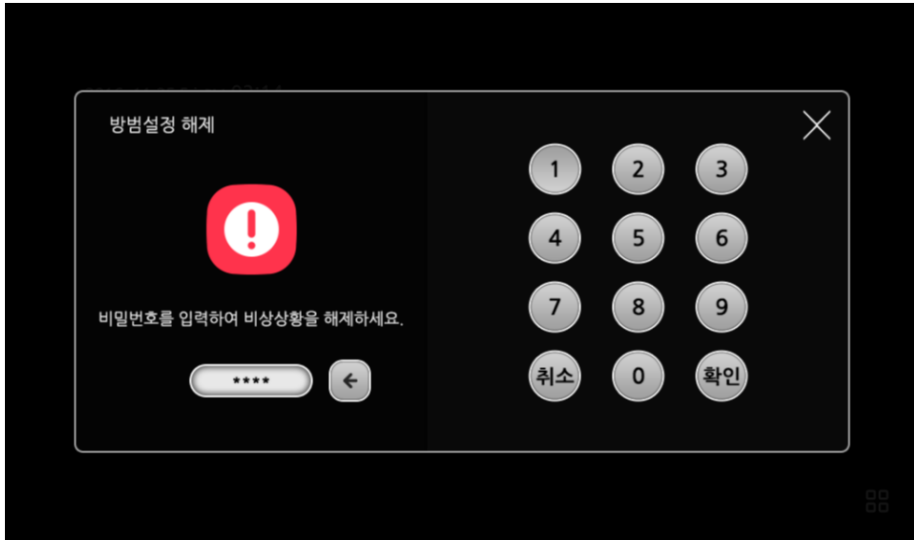 방범설정 해제
비밀번호를 입력하여 비상상황을 해제하세요.
****
1 2 3
4 5 6
7 8 9
취소 0 확인